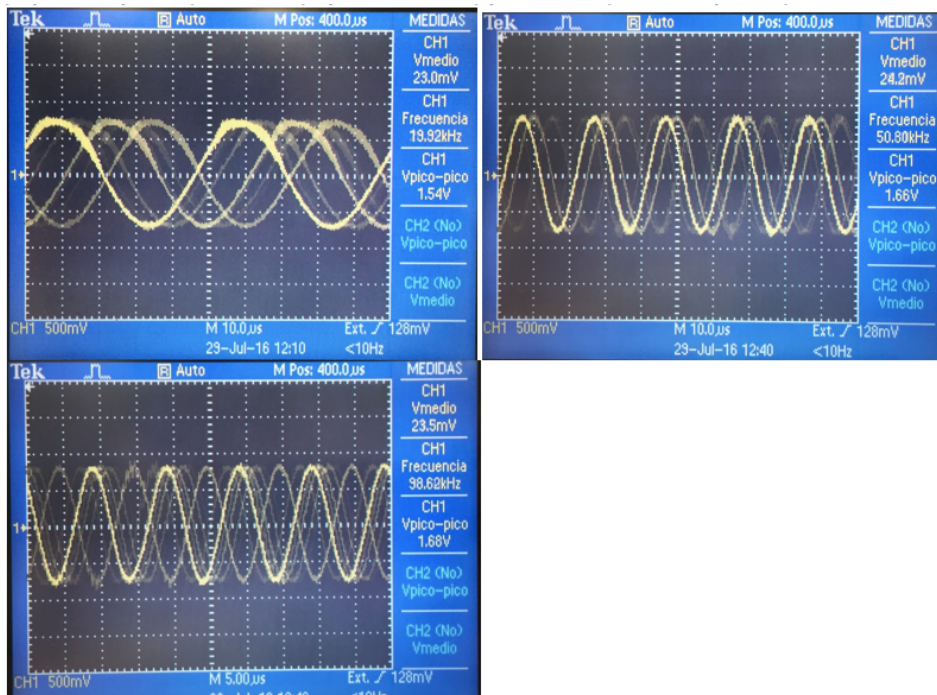 Tek Auto M Pos: 400.0µs MEDIDAS
CH1
Vmedio
23.0mV
CH1
Frecuencia
19.92kHz
CH1
Vpico-pico
1.54V
CH2 (No)
Vpico-pico
CH2 (No)
Vmedio
1
CH1 500mV M 10.0µs Ext. 128mV
29-Jul-16 12:10 <10Hz
Tek R Auto M Pos: 400.0µs MEDIDAS
CH1
Vmedio
24.2mV
CH1
Frecuencia
50.80kHz
CH1
Vpico-pico
1.66V
CH2 (No)
Vpico-pico
CH2 (No)
Vmedio
1
CH1 500mV M 10.0µs Ext. 128mV
29-Jul-16 12:40 <10Hz
Tek R Auto M Pos: 400.0µs MEDIDAS
CH1
Vmedio
23.5mV
CH1
Frecuencia
98.62kHz
CH1
Vpico-pico
1.68V
CH2 (No)
Vpico-pico
CH2 (No)
Vmedio
1
CH1 500mV M 5.00µs Ext. 128mV